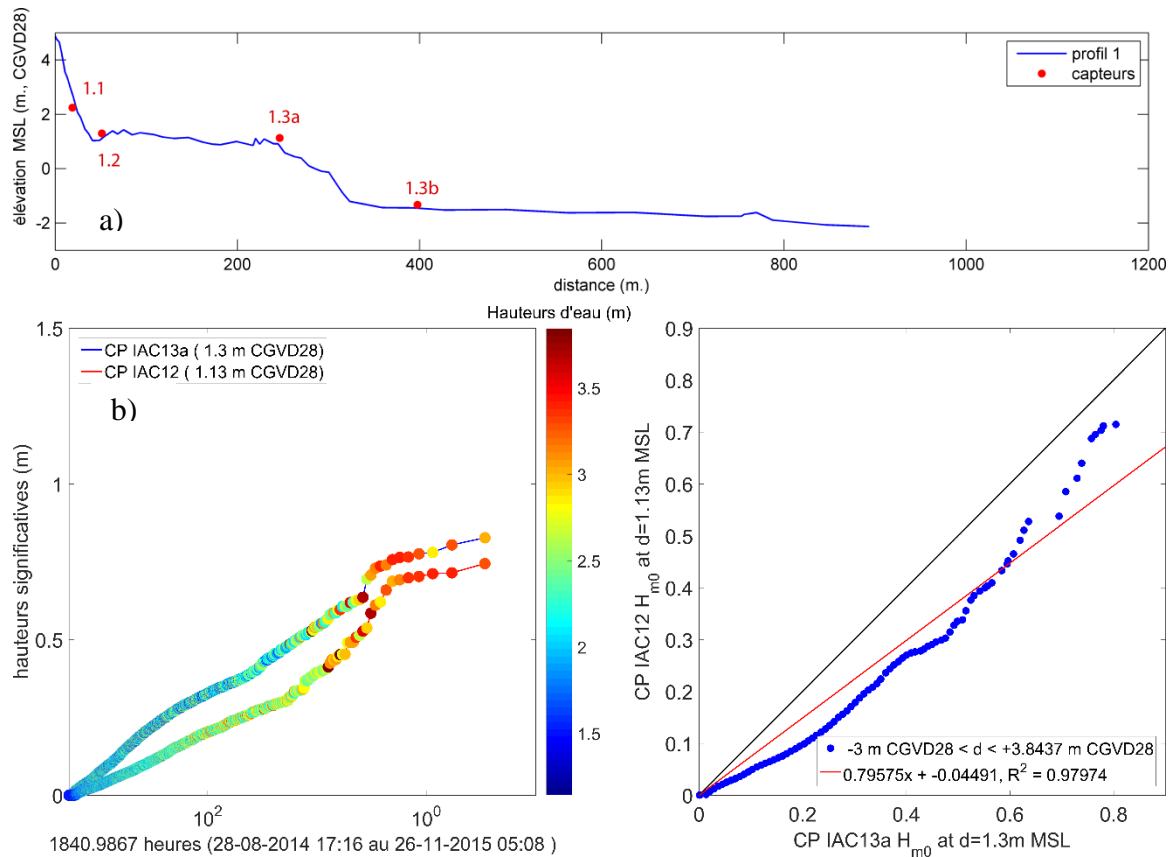 élévation MSL (m., CGVD28)
4
2
0
-2
1.1
1.2
1.3a
1.3b
a)
profil 1
capteurs
0 200 400 600 800 1000 1200
distance (m.)
Hauteurs d'eau (m)
hauteurs significatives (m)
1.5
1
0.5
0
CP IAC13a ( 1.3 m CGVD28)
CP IAC12 ( 1.13 m CGVD28)
b)
10^2 10^0
1840.9867 heures (28-08-2014 17:16 au 26-11-2015 05:08 )
3.5
3
2.5
2
1.5
CP IAC12 H_m0 at d=1.13m MSL
0.9
0.8
0.7
0.6
0.5
0.4
0.3
0.2
0.1
0
-3 m CGVD28 < d < +3.8437 m CGVD28
0.79575x + -0.04491, R^2 = 0.97974
0.0 0.2 0.4 0.6 0.8
CP IAC13a H_m0 at d=1.3m MSL